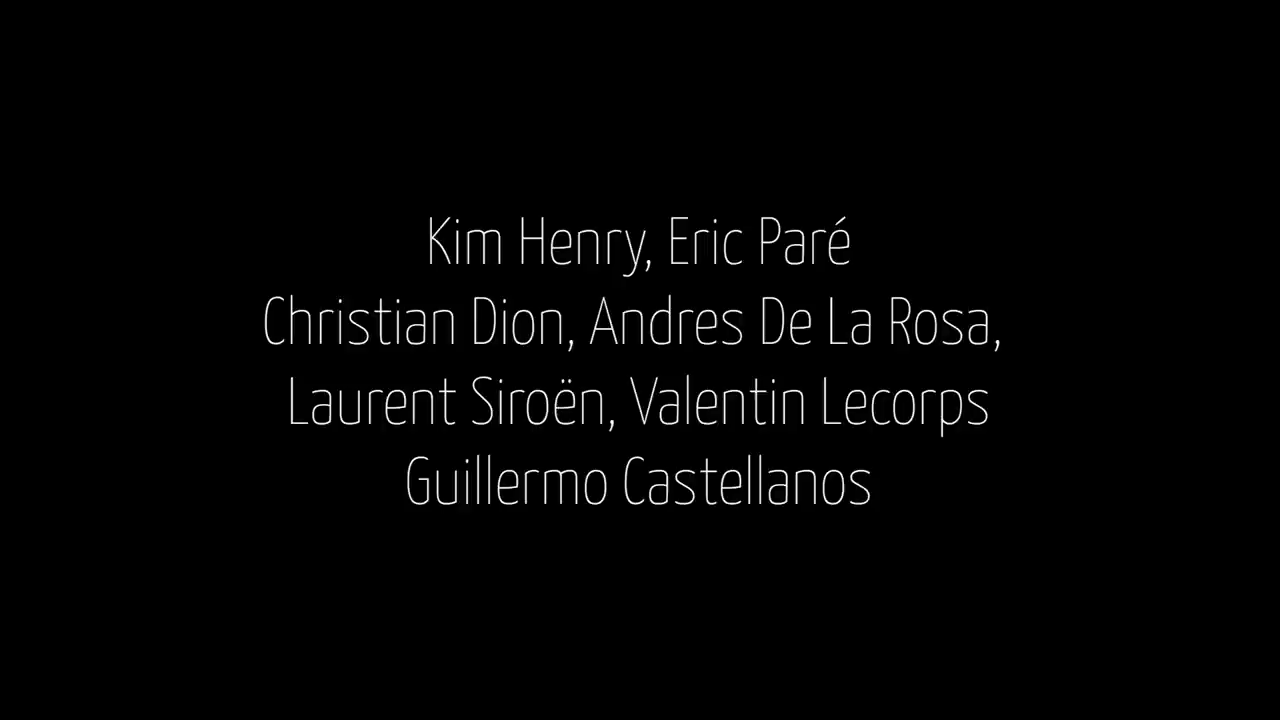 Kim Henry, Eric Paré
Christian Dion, Andres De La Rosa,
Laurent Siroën, Valentin Lecorps
Guillermo Castellanos